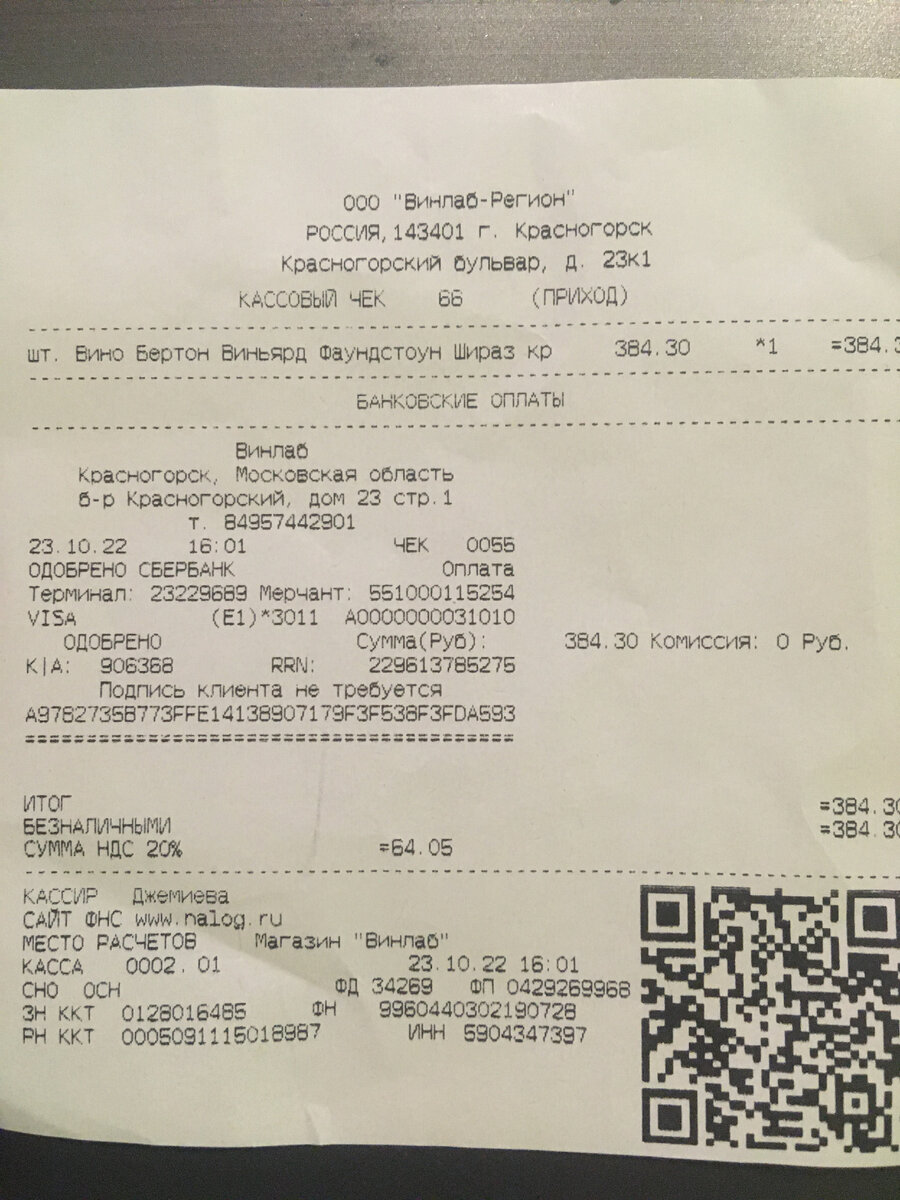 ООО "Винлаб-Регион"
РОССИЯ,143401 г. Красногорск
Красногорский бульвар, д. 23к1
КАССОВЫЙ ЧЕК 66 (ПРИХОД)
шт. Вино Бертон Виньярд Фаундстоун Шираз кр 384.30 *1 =384.3
БАНКОВСКИЕ ОПЛАТЫ
Винлаб
Красногорск, Московская область
б-р Красногорский, дом 23 стр.1
т. 84957442901
23.10.22 16:01 ЧЕК 0055
ОДОБРЕНО СБЕРБАНК Оплата
Терминал: 23229689 Мерчант: 551000115254
VISA (E1)*3011 A0000000031010
ОДОБРЕНО Сумма(Руб): 384.30 Комиссия: 0 Руб.
К|А: 906368 RRN: 229613785275
Подпись клиента не требуется
A9782735B773FFE14138907179F3F538F3FDA593
========================================
ИТОГ =384.30
БЕЗНАЛИЧНЫМИ =384.30
СУММА НДС 20% =64.05
КАССИР Джемиева
САЙТ ФНС www.nalog.ru
МЕСТО РАСЧЕТОВ Магазин "Винлаб"
КАССА 0002.01 23.10.22 16:01
СНО ОСН ФД 34269 ФП 0429269968
ЗН ККТ 0128016485 ФН 9960440302190728
РН ККТ 0005091115018987 ИНН 5904347397